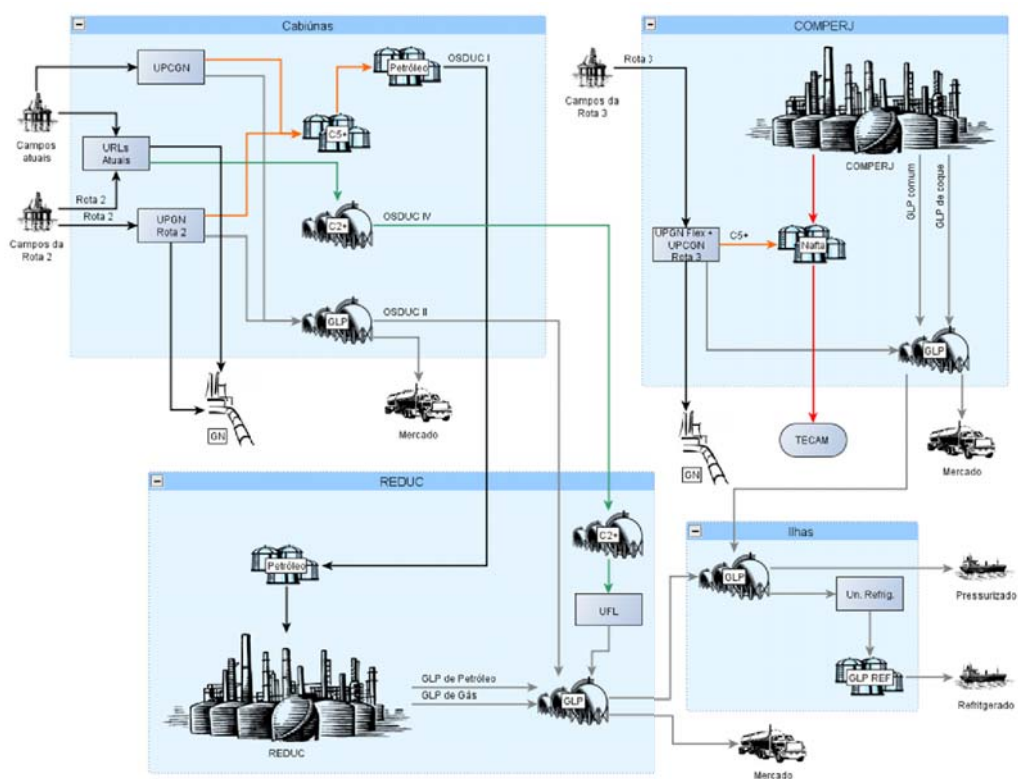 Cabiúnas
UPCGN
Petróleo
OSDUC I
Campos
atuais
URLs
Atuais
C5+
Rota 2
Rota 2
Campos da
Rota 2
UPGN
Rota 2
C2+
OSDUC IV
GLP
OSDUC II
GN
Mercado
COMPERJ
Rota 3
Campos da
Rota 3
COMPERJ
GLP comum
GLP de coque
UPGN Flex +
UPCGN
Rota 3
C5+
Nafta
GLP
GN
TECAM
Mercado
REDUC
Petróleo
C2+
UFL
GLP de Petróleo
GLP de Gás
GLP
REDUC
Mercado
Ilhas
GLP
Un. Refrig.
GLP REF
Pressurizado
Refritgerado